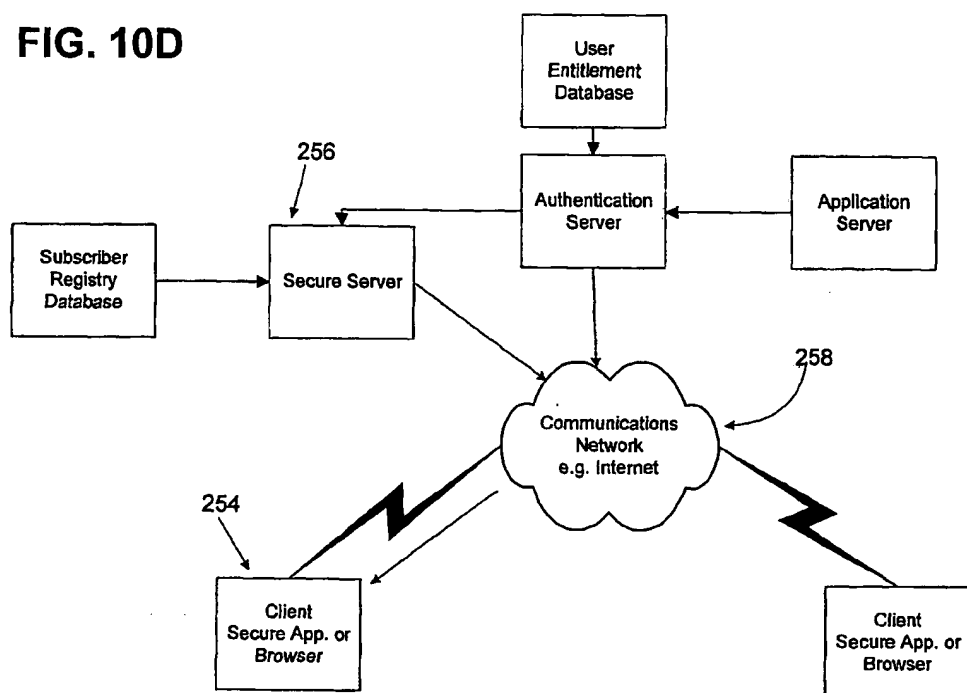 FIG. 10D
User
Entitlement
Database
256
Authentication
Server
Application
Server
Subscriber
Registry
Database
Secure Server
258
Communications
Network
e.g. Internet
254
Client
Secure App. or
Browser
Client
Secure App. or
Browser